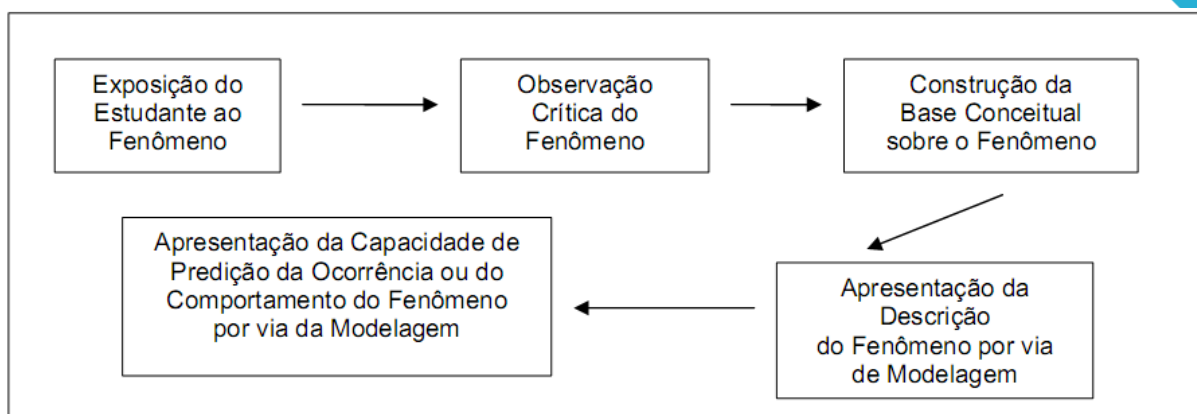 Exposição do
Estudante ao
Fenômeno
Observação
Crítica do
Fenômeno
Construção da
Base Conceitual
sobre o Fenômeno
Apresentação da
Descrição
do Fenômeno por via
de Modelagem
Apresentação da Capacidade de
Predição da Ocorrência ou do
Comportamento do Fenômeno
por via da Modelagem